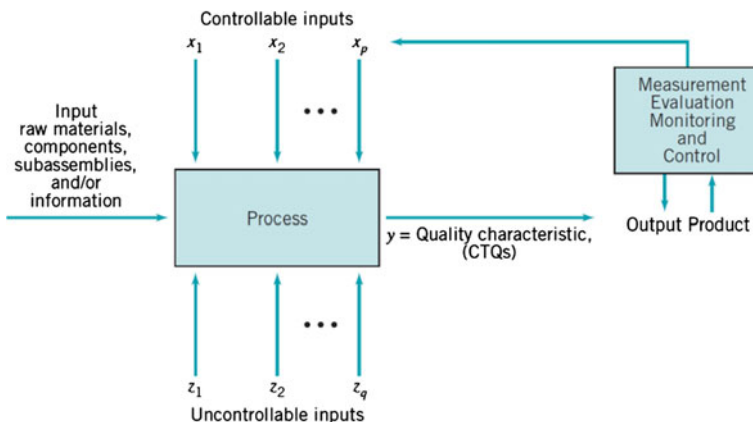 Controllable inputs
x1 x2 xp
Measurement
Evaluation
Monitoring
and
Control
Input
raw materials,
components,
subassemblies,
and/or
information
Process
Output Product
y = Quality characteristic,
(CTQs)
z1 z2 zq
Uncontrollable inputs